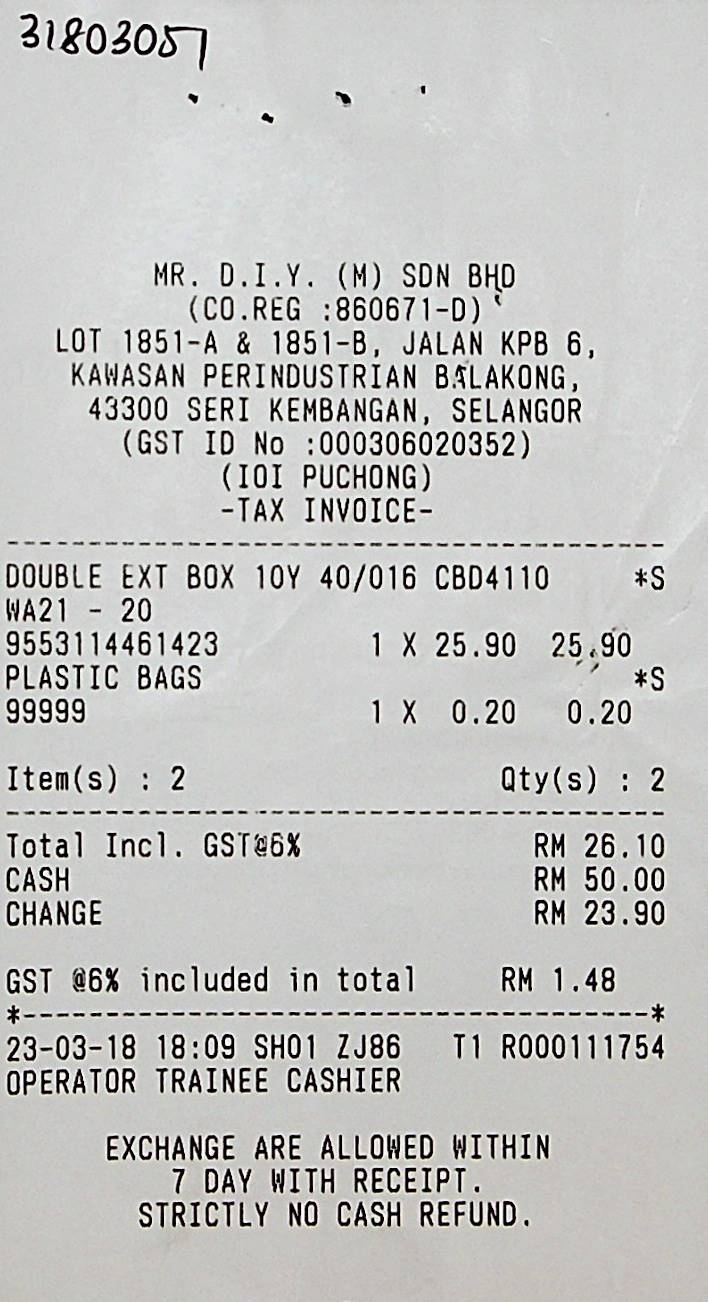 31803057
MR. D.I.Y. (M) SDN BHD
(CO.REG :860671-D)
LOT 1851-A & 1851-B, JALAN KPB 6,
KAWASAN PERINDUSTRIAN BALAKONG,
43300 SERI KEMBANGAN, SELANGOR
(GST ID No :000306020352)
(IOI PUCHONG)
-TAX INVOICE-
DOUBLE EXT BOX 10Y 40/016 CBD4110 *S
WA21 - 20
9553114461423 1 X 25.90 25.90
PLASTIC BAGS *S
99999 1 X 0.20 0.20
Item(s) : 2 Qty(s) : 2
Total Incl. GST@6% RM 26.10
CASH RM 50.00
CHANGE RM 23.90
GST @6% included in total RM 1.48
*--------------------------------------*
23-03-18 18:09 SH01 ZJ86 T1 R000111754
OPERATOR TRAINEE CASHIER
EXCHANGE ARE ALLOWED WITHIN
7 DAY WITH RECEIPT.
STRICTLY NO CASH REFUND.